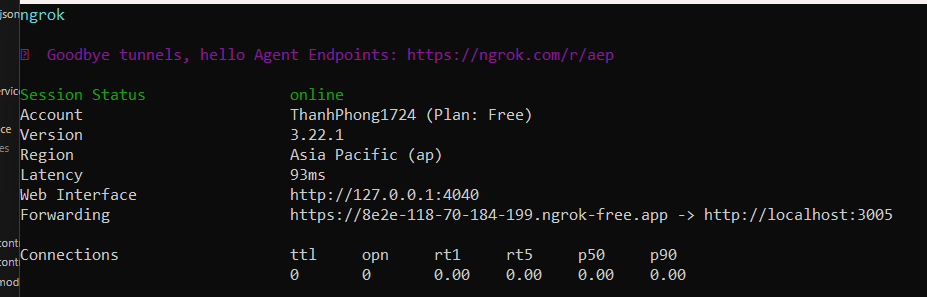 json
ngrok
Goodbye tunnels, hello Agent Endpoints: https://ngrok.com/r/aep
ervic
Session Status online
Account ThanhPhong1724 (Plan: Free)
ce
Version 3.22.1
es
Region Asia Pacific (ap)
Latency 93ms
Web Interface http://127.0.0.1:4040
Forwarding https://8e2e-118-70-184-199.ngrok-free.app -> http://localhost:3005
cont
Connections ttl opn rt1 rt5 p50 p90
cont
0 0 0.00 0.00 0.00 0.00
mod